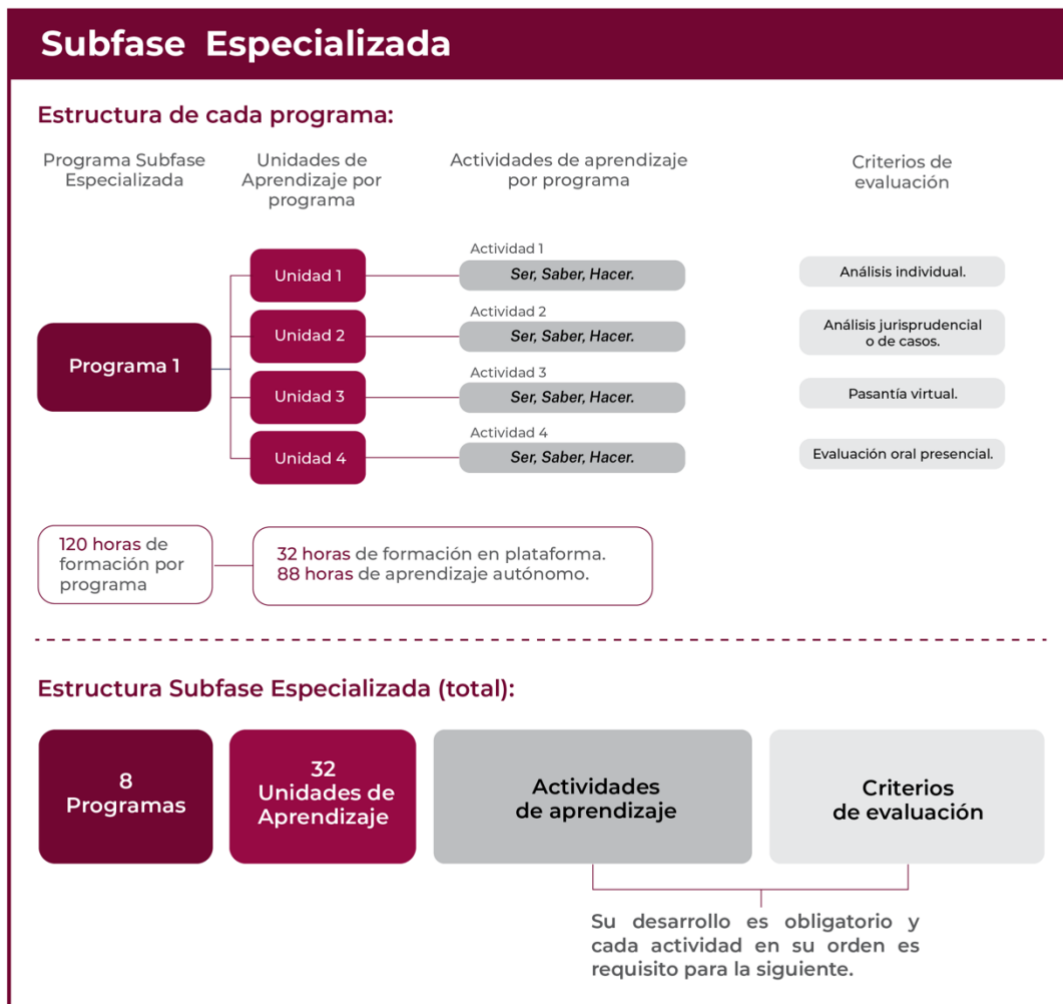 Subfase Especializada
Estructura de cada programa:
Programa Subfase
Especializada
Unidades de
Aprendizaje por
programa
Actividades de aprendizaje
por programa
Criterios de
evaluación
Programa 1
Unidad 1
Actividad 1
Ser, Saber, Hacer.
Análisis individual.
Unidad 2
Actividad 2
Ser, Saber, Hacer.
Análisis jurisprudencial
o de casos.
Unidad 3
Actividad 3
Ser, Saber, Hacer.
Pasantía virtual.
Unidad 4
Actividad 4
Ser, Saber, Hacer.
Evaluación oral presencial.
120 horas de
formación por
programa
32 horas de formación en plataforma.
88 horas de aprendizaje autónomo.
Estructura Subfase Especializada (total):
8
Programas
32
Unidades de
Aprendizaje
Actividades
de aprendizaje
Criterios
de evaluación
Su desarrollo es obligatorio y
cada actividad en su orden es
requisito para la siguiente.